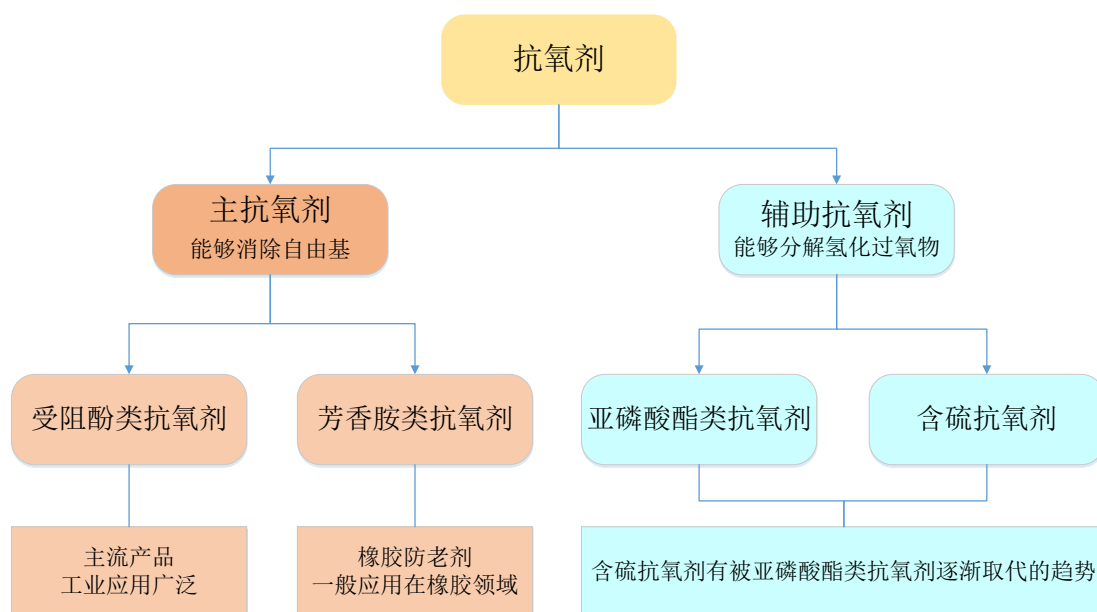 抗氧剂
主抗氧剂
能够消除自由基
辅助抗氧剂
能够分解氢化过氧物
受阻酚类抗氧剂
芳香胺类抗氧剂
亚磷酸酯类抗氧剂
含硫抗氧剂
主流产品
工业应用广泛
橡胶防老剂
一般应用在橡胶领域
含硫抗氧剂有被亚磷酸酯类抗氧剂逐渐取代的趋势